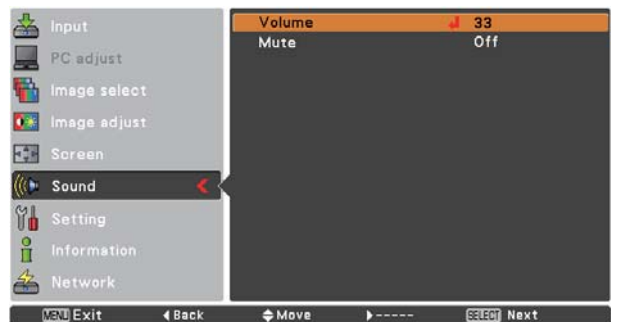 Input
PC adjust
Image select
Image adjust
Screen
Sound
Setting
Information
Network
Volume 33
Mute Off
MENU Exit Back Move ----- SELECT Next